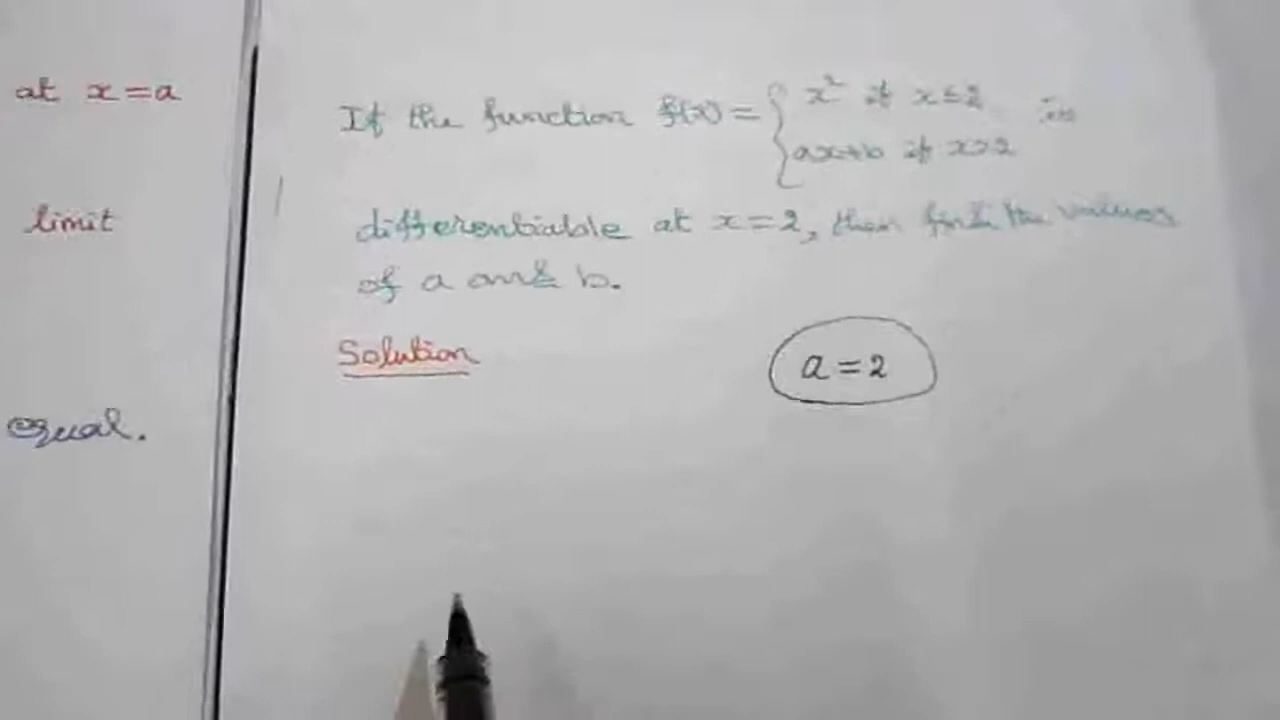 at x=a
limit
equal.
If the function f(x) = { x² if x≤2 is
ax+b if x>2
differentiable at x=2, then find the values
of a and b.
Solution
a=2